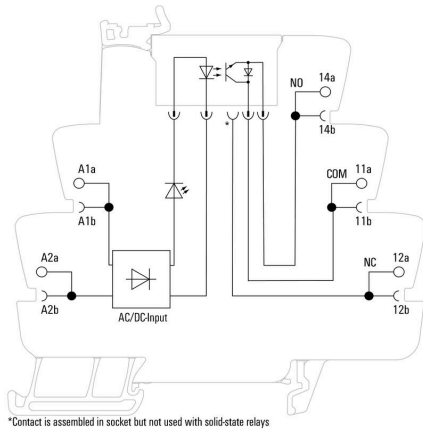 NO
14a
14b
*
A1a
COM
11a
A1b
11b
A2a
NC
12a
A2b
12b
AC/DC-Input
*Contact is assembled in socket but not used with solid-state relays